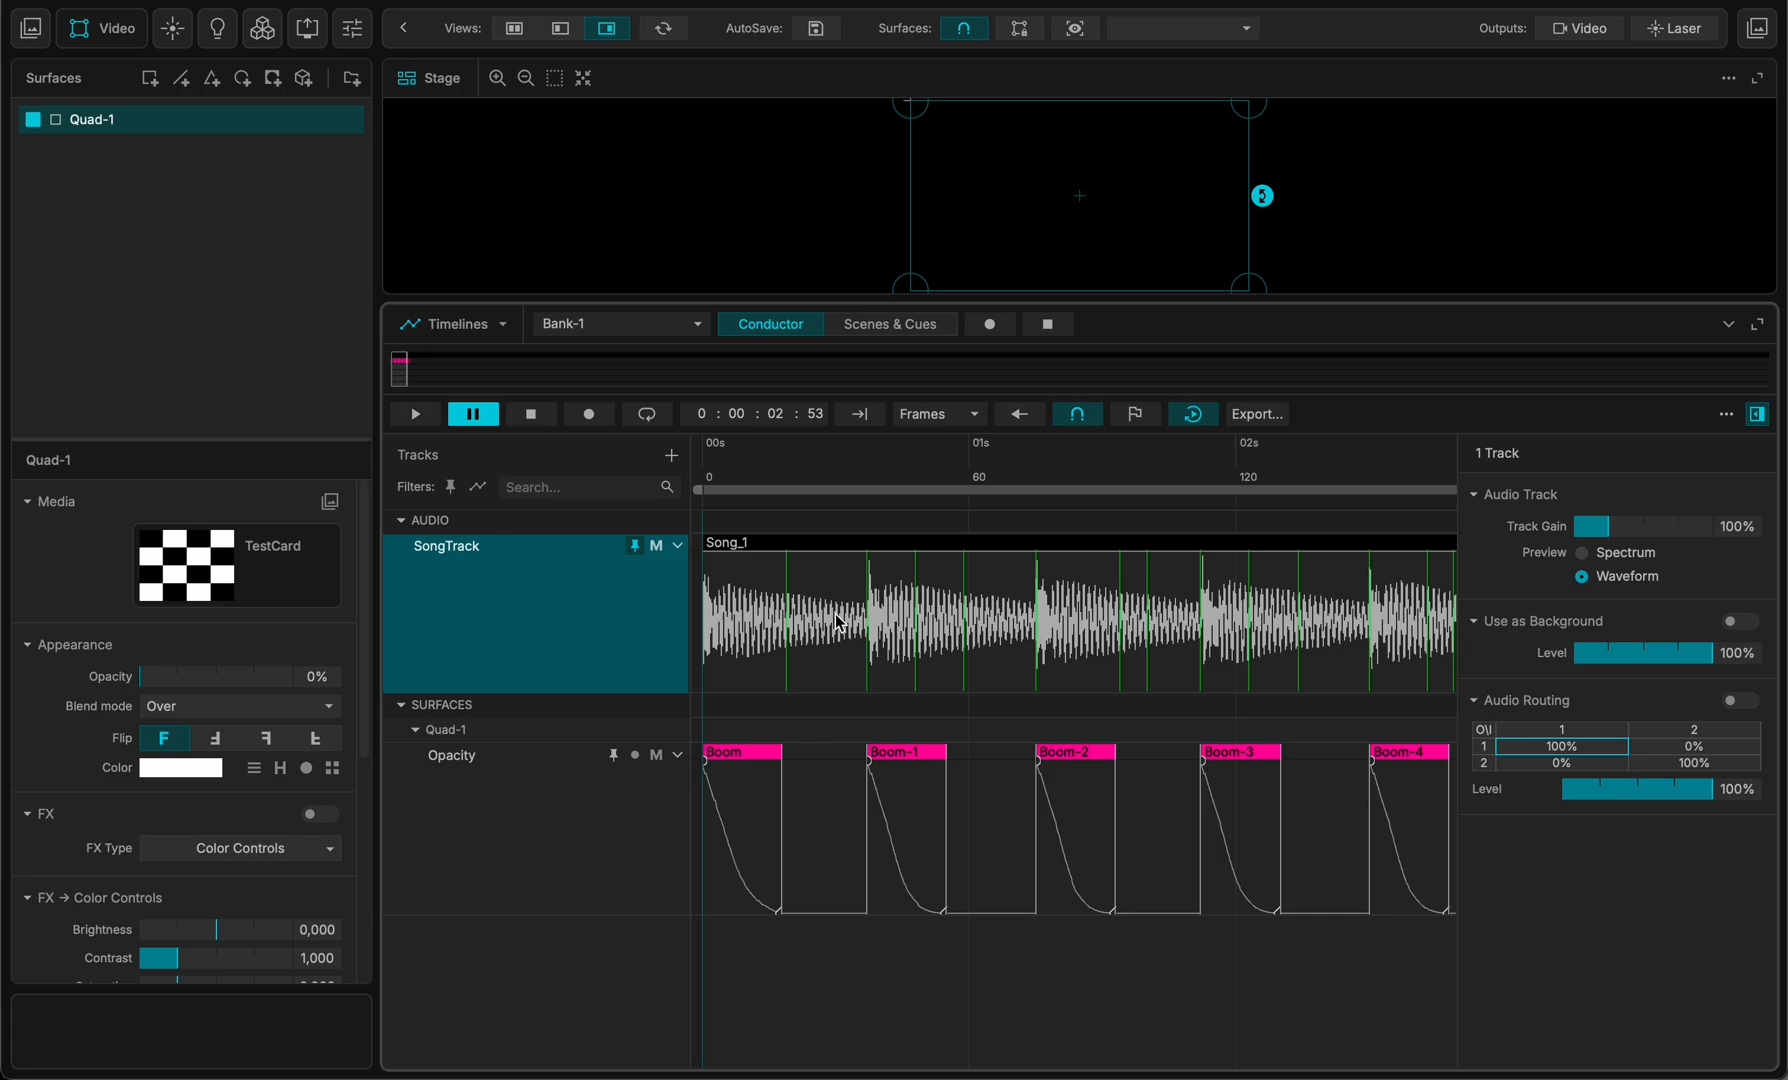 Video
Views:
AutoSave:
Surfaces:
Outputs:
Video
Laser
Surfaces
Stage
Quad-1
Timelines
Bank-1
Conductor
Scenes & Cues
0 : 00 : 02 : 53
Frames
Export...
Quad-1
Media
TestCard
Appearance
Opacity
0%
Blend mode
Over
Flip
Color
FX
FX Type
Color Controls
FX → Color Controls
Brightness
0,000
Contrast
1,000
Tracks
Filters:
Search...
00s
01s
02s
0
60
120
AUDIO
SongTrack
M
Song_1
SURFACES
Quad-1
Opacity
M
Boom
Boom-1
Boom-2
Boom-3
Boom-4
1 Track
Audio Track
Track Gain
100%
Preview
Spectrum
Waveform
Use as Background
Level
100%
Audio Routing
O\I 1 2
1 100% 0%
2 0% 100%
Level
100%